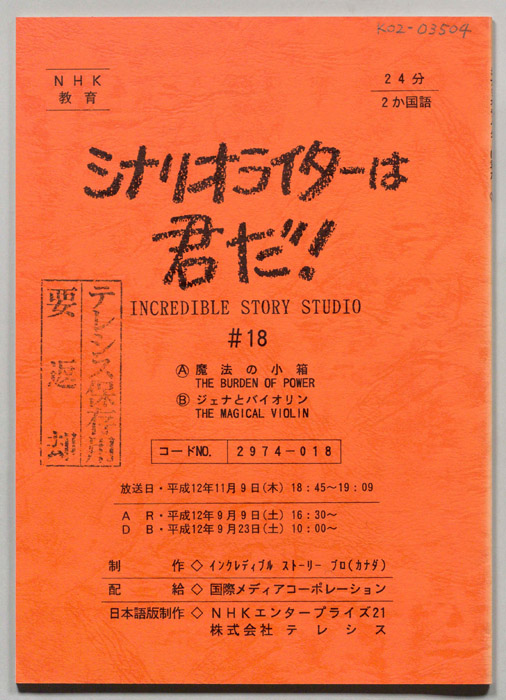 K02-03504
NHK
教育
24分
2か国語
シナリオライターは
君だ!
INCREDIBLE STORY STUDIO
#18
Ⓐ 魔法の小箱
THE BURDEN OF POWER
Ⓑ ジェナとバイオリン
THE MAGICAL VIOLIN
テレシス保存用
要返却
コードNO. 2974-018
放送日・平成12年11月9日(木) 18:45~19:09
AR・平成12年9月9日(土) 16:30~
DB・平成12年9月23日(土) 10:00~
制作◇インクレディブル ストーリー プロ(カナダ)
配給◇国際メディアコーポレーション
日本語版制作◇NHKエンタープライズ21
株式会社テレシス